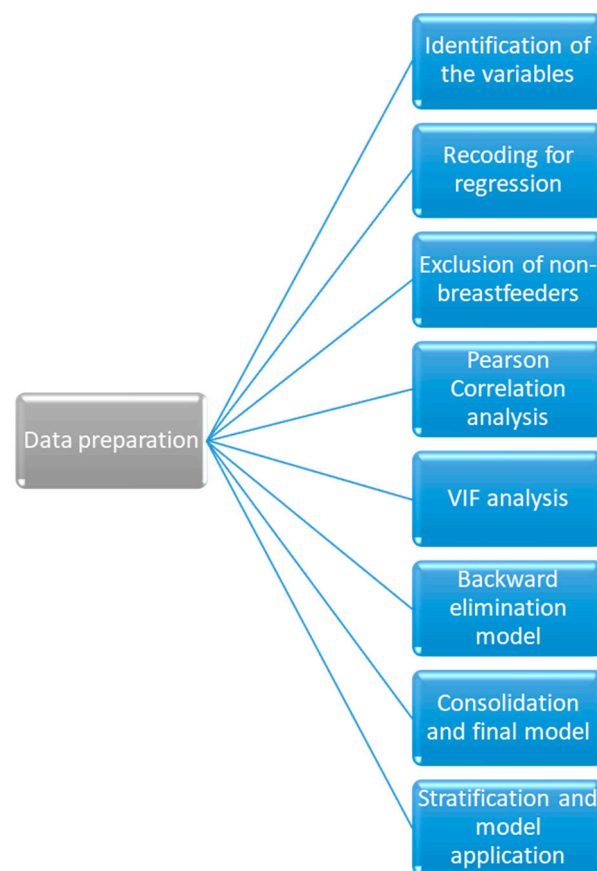 Identification of
the variables
Recoding for
regression
Exclusion of non-
breastfeeders
Pearson
Correlation
analysis
Data preparation
VIF analysis
Backward
elimination
model
Consolidation
and final model
Stratification and
model
application